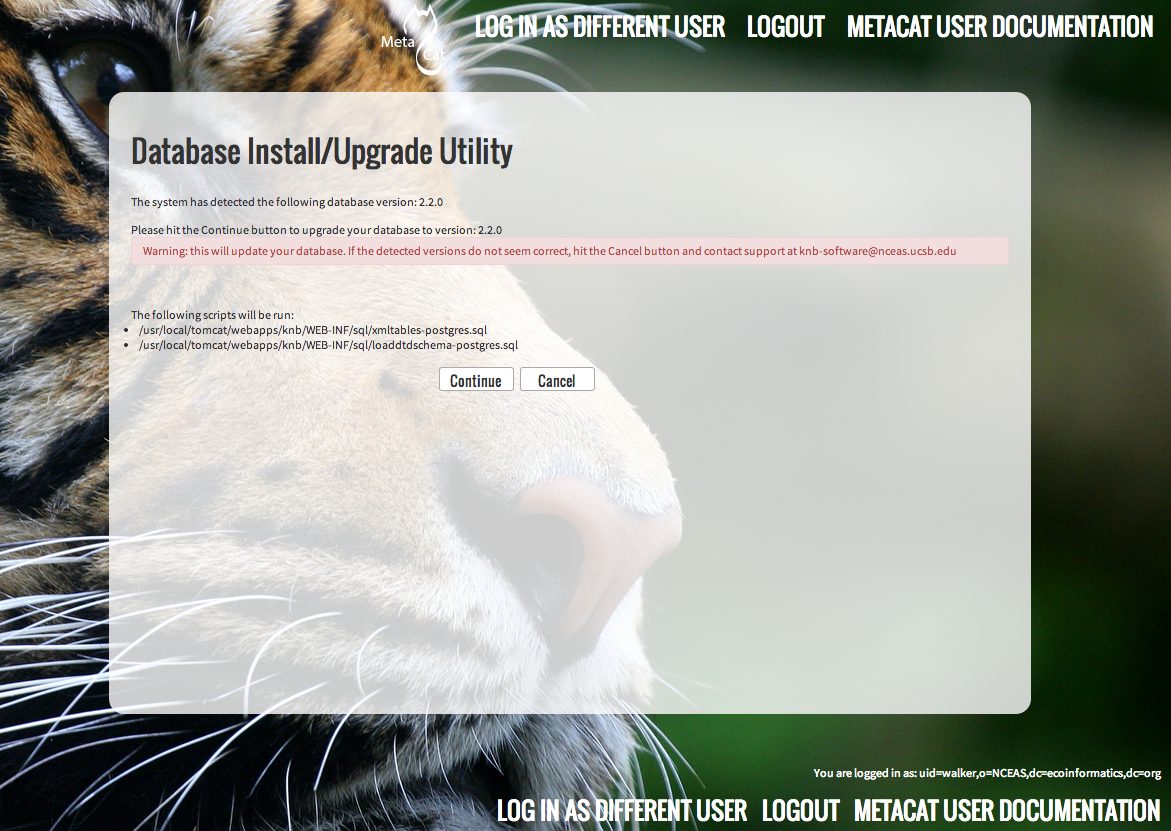 Meta
Cat
LOG IN AS DIFFERENT USER LOGOUT METACAT USER DOCUMENTATION
Database Install/Upgrade Utility
The system has detected the following database version: 2.2.0
Please hit the Continue button to upgrade your database to version: 2.2.0
Warning: this will update your database. If the detected versions do not seem correct, hit the Cancel button and contact support at knb-software@nceas.ucsb.edu
The following scripts will be run:
• /usr/local/tomcat/webapps/knb/WEB-INF/sql/xmltables-postgres.sql
• /usr/local/tomcat/webapps/knb/WEB-INF/sql/loaddtdschema-postgres.sql
Continue Cancel
You are logged in as: uid=walker,o=NCEAS,dc=ecoinformatics,dc=org
LOG IN AS DIFFERENT USER LOGOUT METACAT USER DOCUMENTATION